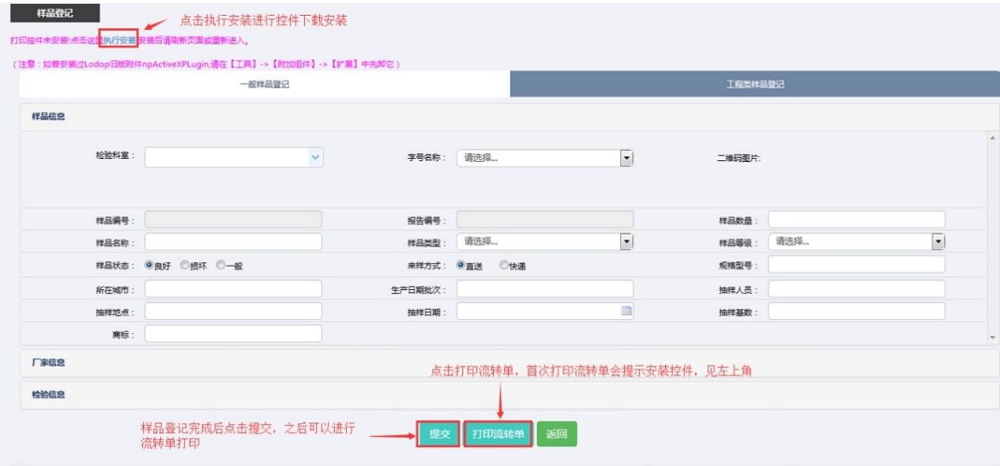 样品登记
点击执行安装进行控件下载安装
打印控件未安装!点击这里执行安装,安装后请刷新页面或重新进入。
（注意：如曾安装过Lodop旧版附件npActiveXPLugin,请在【工具】->【附加组件】->【扩展】中先卸它）
一般样品登记 工程类样品登记
样品信息
检验科室： 字号名称： 请选择... 二维码图片:
样品编号： 报告编号： 样品数量：
样品名称： 样品类型： 请选择... 样品等级： 请选择...
样品状态： 良好 损坏 一般 来样方式： 直送 快递 规格型号：
所在城市： 生产日期批次： 抽样人员：
抽样地点： 抽样日期： 抽样基数：
商标：
厂家信息
点击打印流转单，首次打印流转单会提示安装控件，见左上角
检验信息
样品登记完成后点击提交，之后可以进行
流转单打印
提交 打印流转单 返回